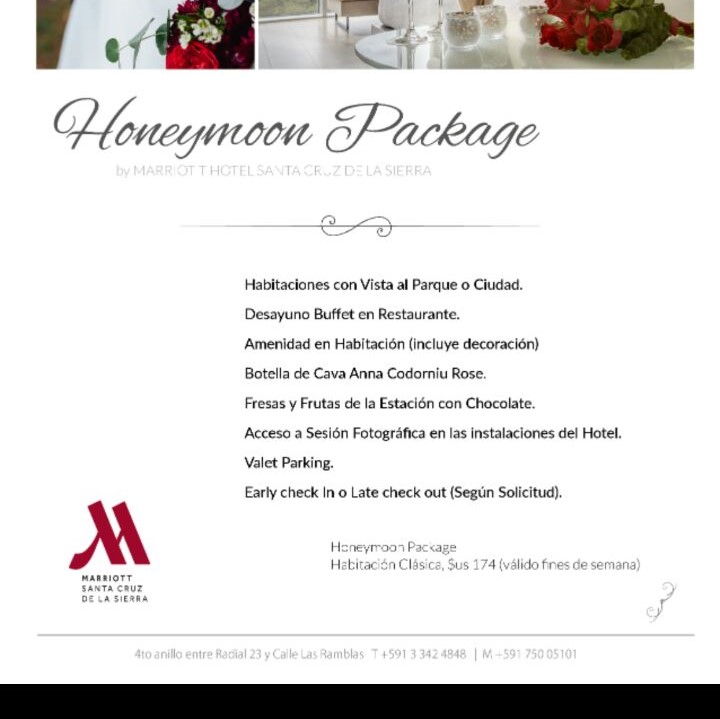 Honeymoon Package
by MARRIOTT HOTEL SANTA CRUZ DE LA SIERRA
Habitaciones con Vista al Parque o Ciudad.
Desayuno Buffet en Restaurante.
Amenidad en Habitación (incluye decoración)
Botella de Cava Anna Codorniu Rose.
Fresas y Frutas de la Estación con Chocolate.
Acceso a Sesión Fotográfica en las instalaciones del Hotel.
Valet Parking.
Early check In o Late check out (Según Solicitud).
Honeymoon Package
Habitación Clásica, $us 174 (válido fines de semana)
MARRIOTT
SANTA CRUZ
DE LA SIERRA
4to anillo entre Radial 23 y Calle Las Ramblas T +591 3 342 4848 | M +591 750 05101